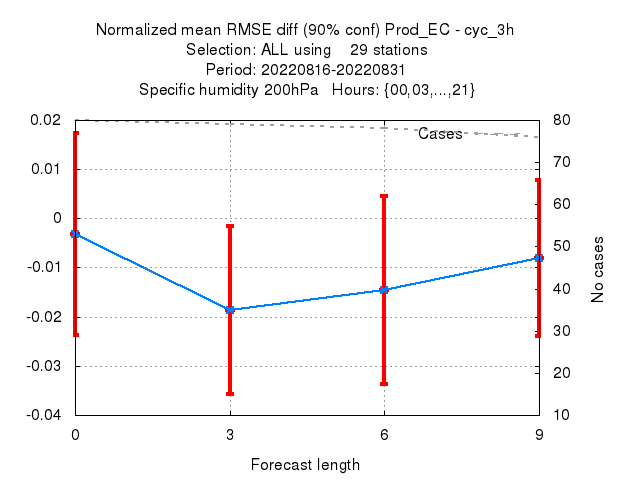 Normalized mean RMSE diff (90% conf) Prod_EC - cyc_3h
Selection: ALL using    29 stations
Period: 20220816-20220831
Specific humidity 200hPa   Hours: {00,03,...,21}
0.02
0.01
0
-0.01
-0.02
-0.03
-0.04
80
70
60
50
40
30
20
10
Cases
No cases
0
3
6
9
Forecast length